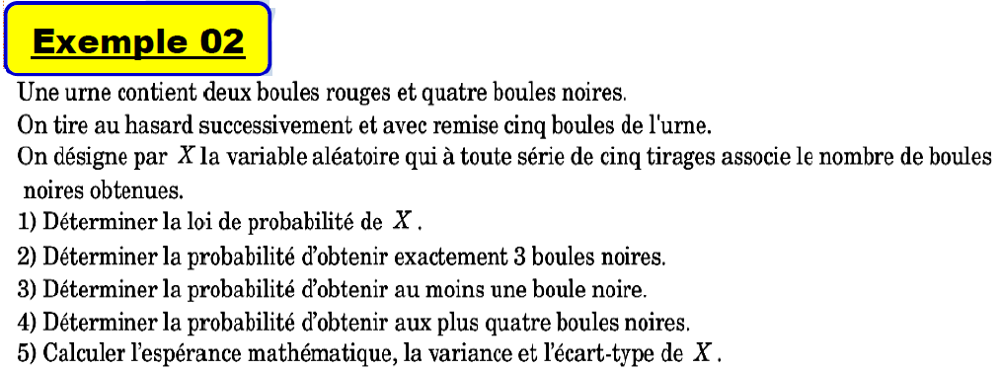 Exemple 02
Une urne contient deux boules rouges et quatre boules noires.
On tire au hasard successivement et avec remise cinq boules de l'urne.
On désigne par X la variable aléatoire qui à toute série de cinq tirages associe le nombre de boules
noires obtenues.
1) Déterminer la loi de probabilité de X .
2) Déterminer la probabilité d’obtenir exactement 3 boules noires.
3) Déterminer la probabilité d’obtenir au moins une boule noire.
4) Déterminer la probabilité d’obtenir aux plus quatre boules noires.
5) Calculer l’espérance mathématique, la variance et l’écart-type de X .